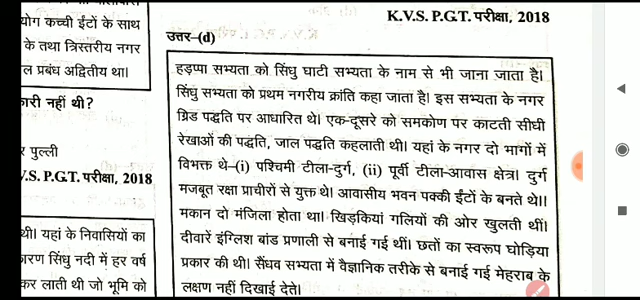 योग कच्ची ईंटों के साथ
के तथा त्रिस्तरीय नगर
ल प्रबंध अद्वितीय था।
कारी नहीं थी?
र पुल्ली
V.S. P.G.T. परीक्षा, 2018
थी। यहां के निवासियों का
कारण सिंधु नदी में हर वर्ष
कर लाती थी जो भूमि को
K.V.S. P.G.T. परीक्षा, 2018
उत्तर–(d)
हड़प्पा सभ्यता को सिंधु घाटी सभ्यता के नाम से भी जाना जाता है।
सिंधु सभ्यता को प्रथम नगरीय क्रांति कहा जाता है। इस सभ्यता के नगर
ग्रिड पद्धति पर आधारित थे। एक-दूसरे को समकोण पर काटती सीधी
रेखाओं की पद्धति, जाल पद्धति कहलाती थी। यहां के नगर दो भागों में
विभक्त थे–(i) पश्चिमी टीला-दुर्ग, (ii) पूर्वी टीला-आवास क्षेत्र। दुर्ग
मजबूत रक्षा प्राचीरों से युक्त थे। आवासीय भवन पक्की ईंटों के बनते थे।।
मकान दो मंजिला होता था। खिड़कियां गलियों की ओर खुलती थीं।
दीवारें इंग्लिश बांड प्रणाली से बनाई गई थीं। छतों का स्वरूप घोड़िया
प्रकार की थी। सैंधव सभ्यता में वैज्ञानिक तरीके से बनाई गई मेहराब के
लक्षण नहीं दिखाई देते।